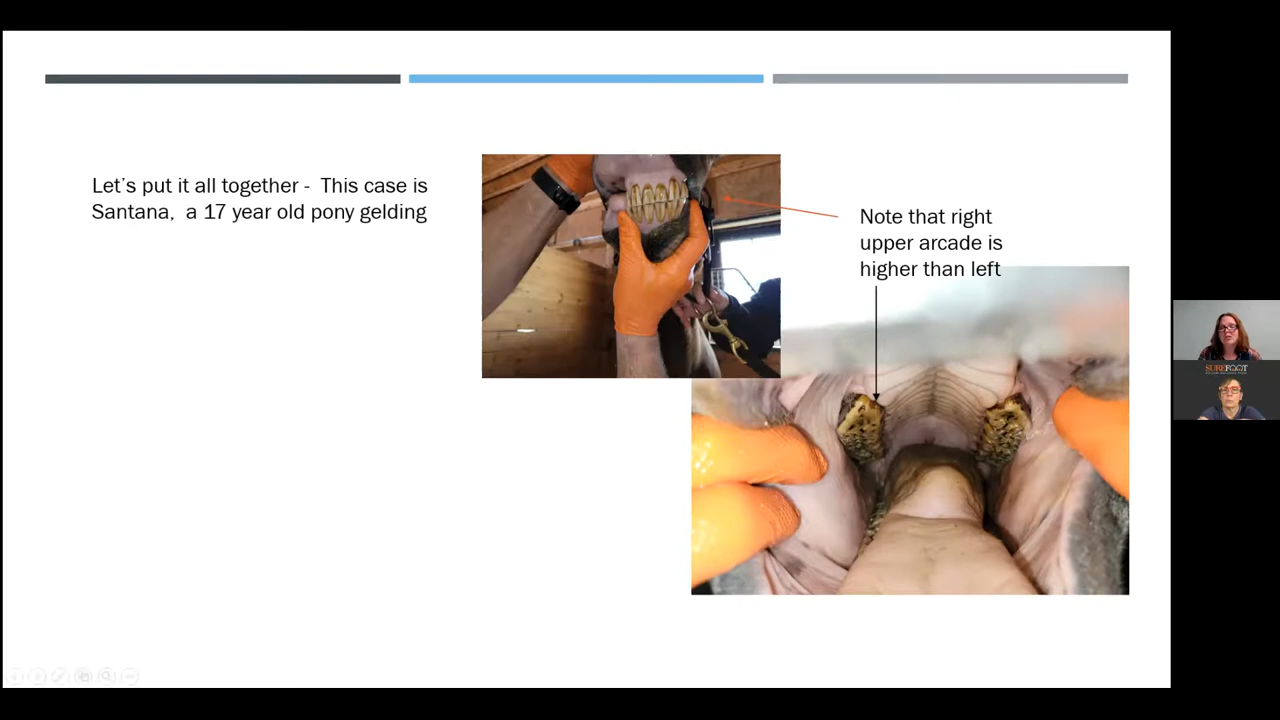 Let's put it all together -  This case is
Santana,  a 17 year old pony gelding
Note that right
upper arcade is
higher than left
SUREFOOT